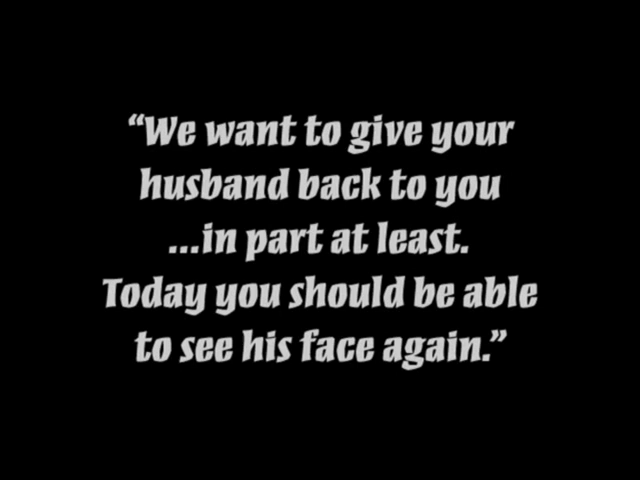 “We want to give your
husband back to you
...in part at least.
Today you should be able
to see his face again.”